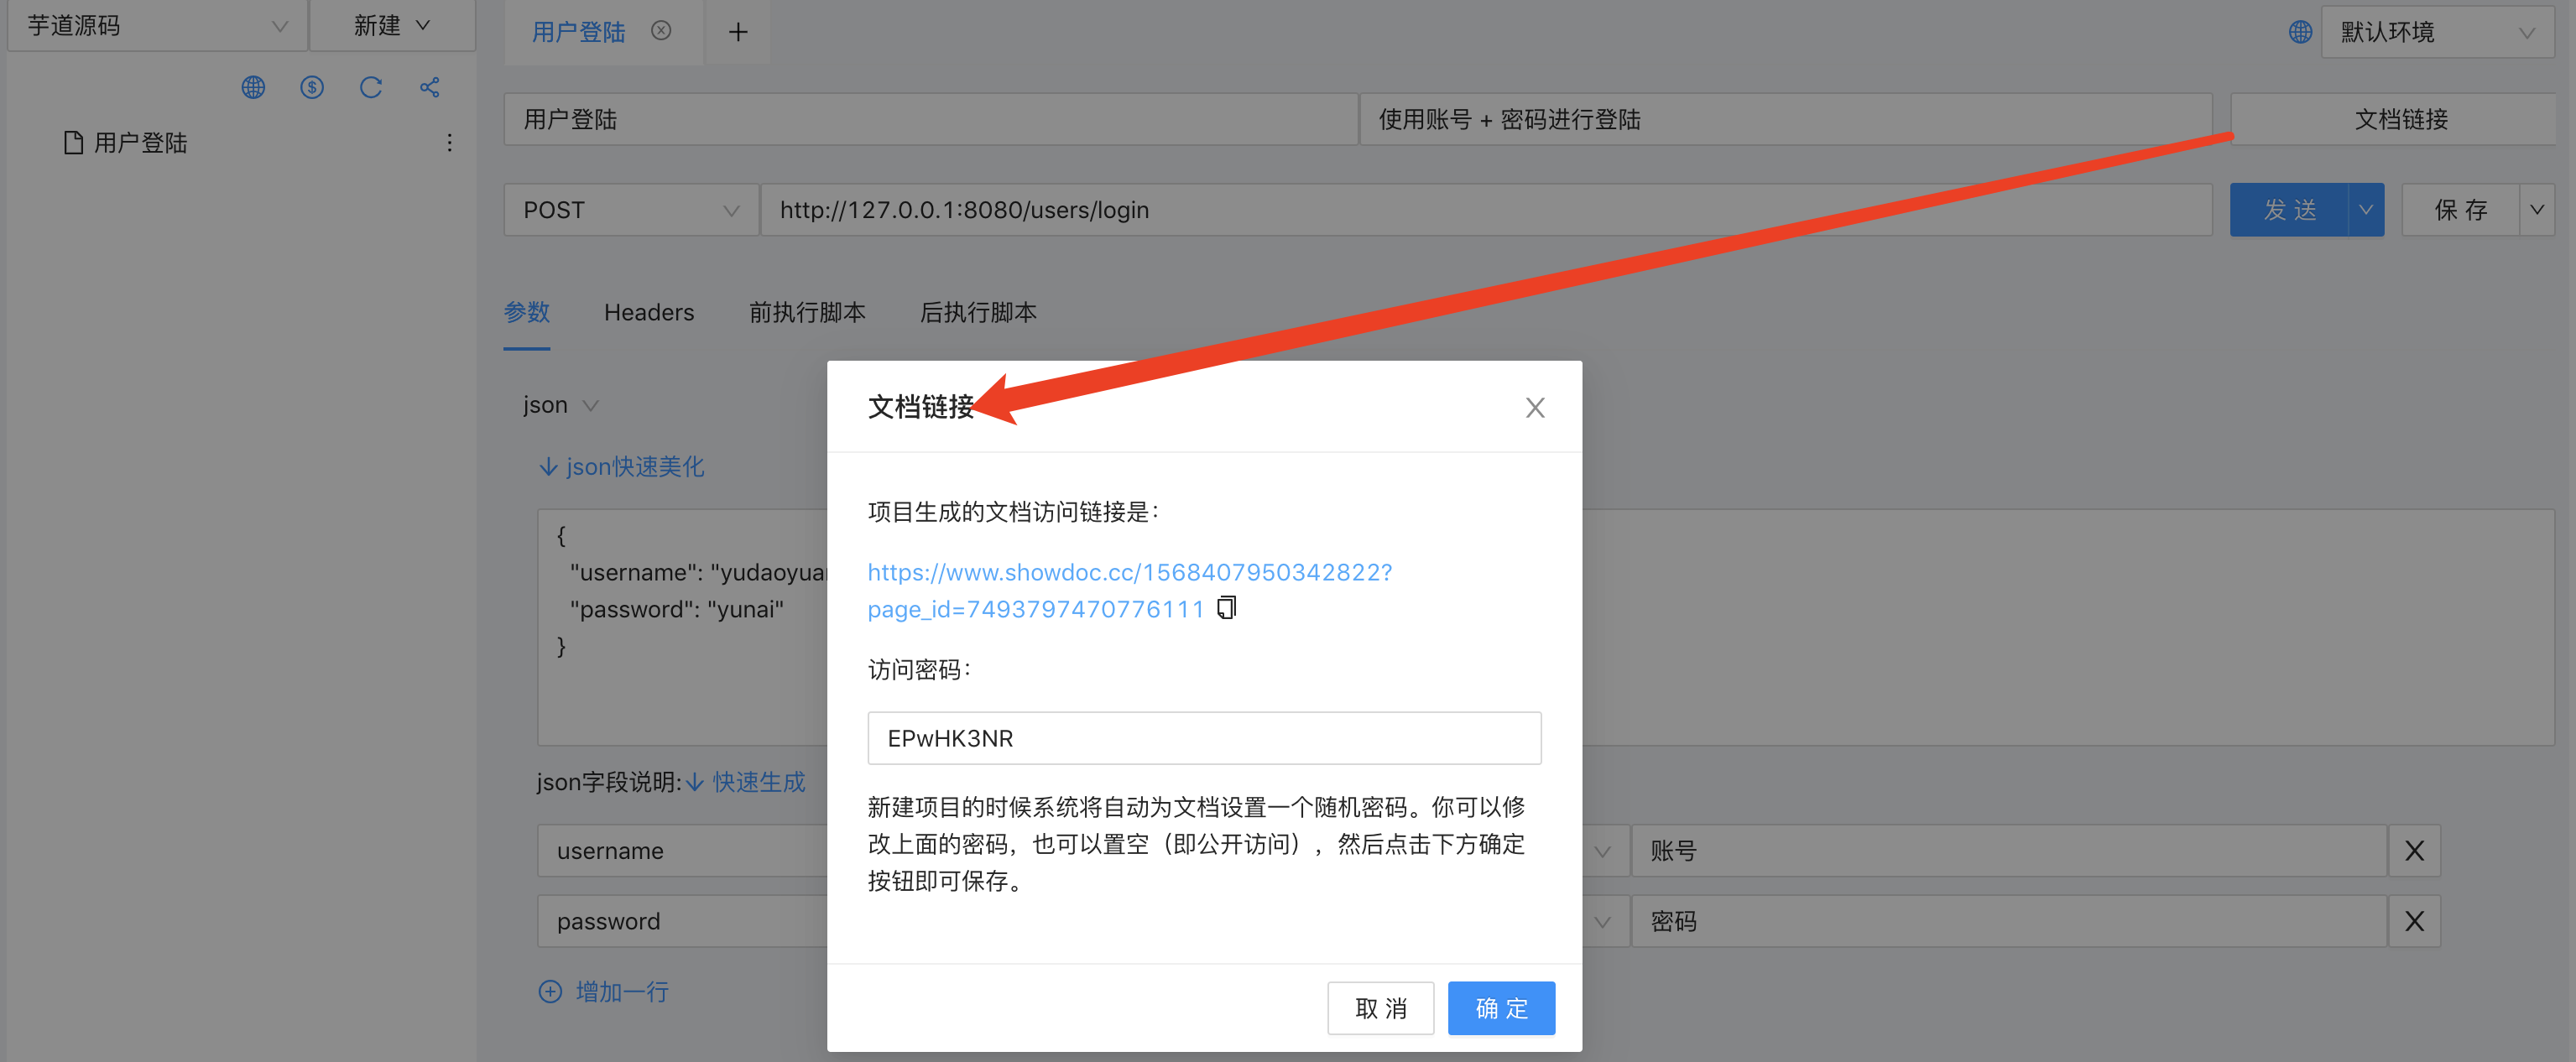 芋道源码
新建
用户登陆
默认环境
用户登陆
用户登陆
使用账号 + 密码进行登陆
文档链接
POST
http://127.0.0.1:8080/users/login
发 送
保 存
参数
Headers
前执行脚本
后执行脚本
json
json快速美化
{
"username": "yudaoyua
"password": "yunai"
}
json字段说明:
快速生成
username
账号
password
密码
增加一行
文档链接
项目生成的文档访问链接是：
https://www.showdoc.cc/1568407950342822?
page_id=7493797470776111
访问密码：
EPwHK3NR
新建项目的时候系统将自动为文档设置一个随机密码。你可以修
改上面的密码，也可以置空（即公开访问），然后点击下方确定
按钮即可保存。
取 消
确 定